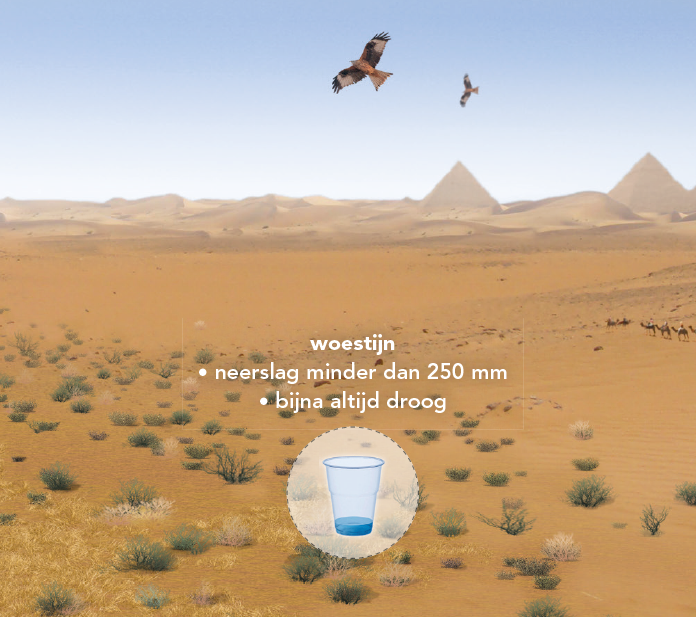 woestijn
• neerslag minder dan 250 mm
• bijna altijd droog